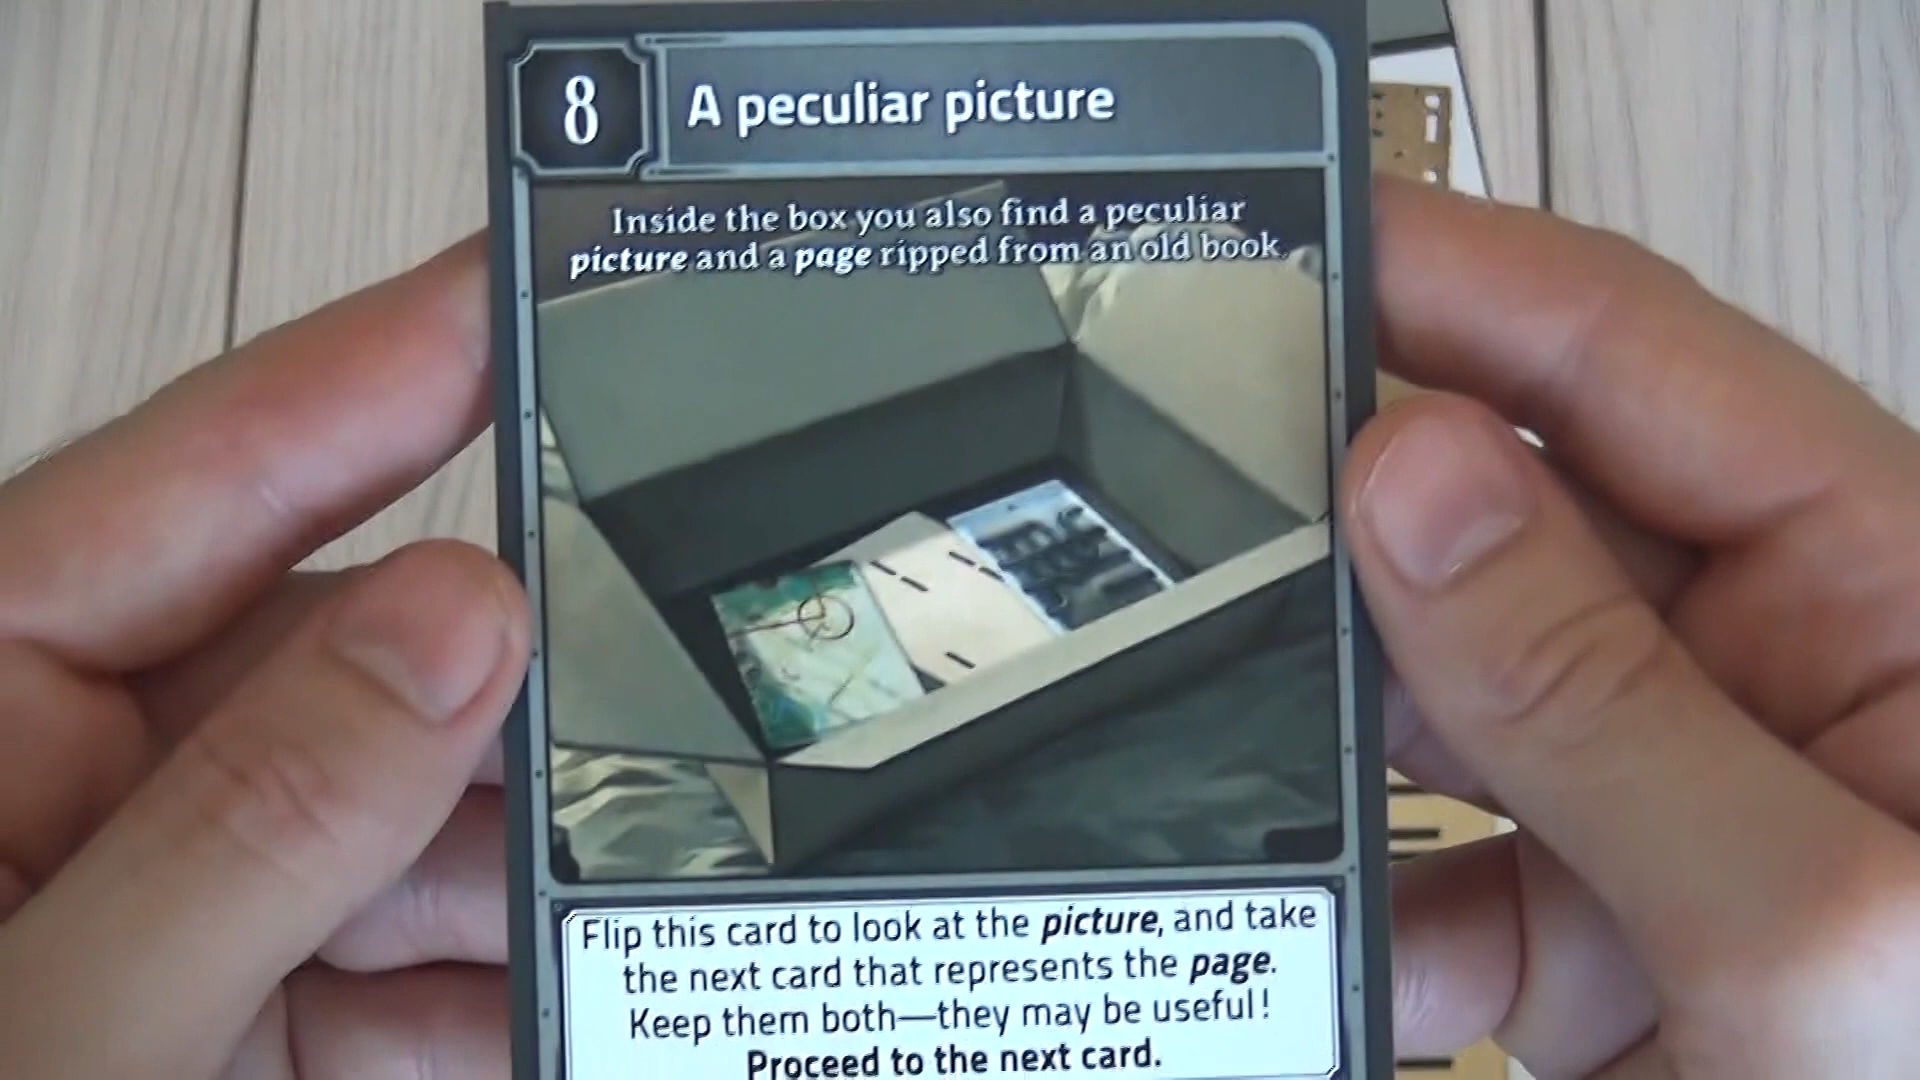 8
A peculiar picture
Inside the box you also find a peculiar
picture and a page ripped from an old book.
Flip this card to look at the picture, and take
the next card that represents the page.
Keep them both—they may be useful!
Proceed to the next card.